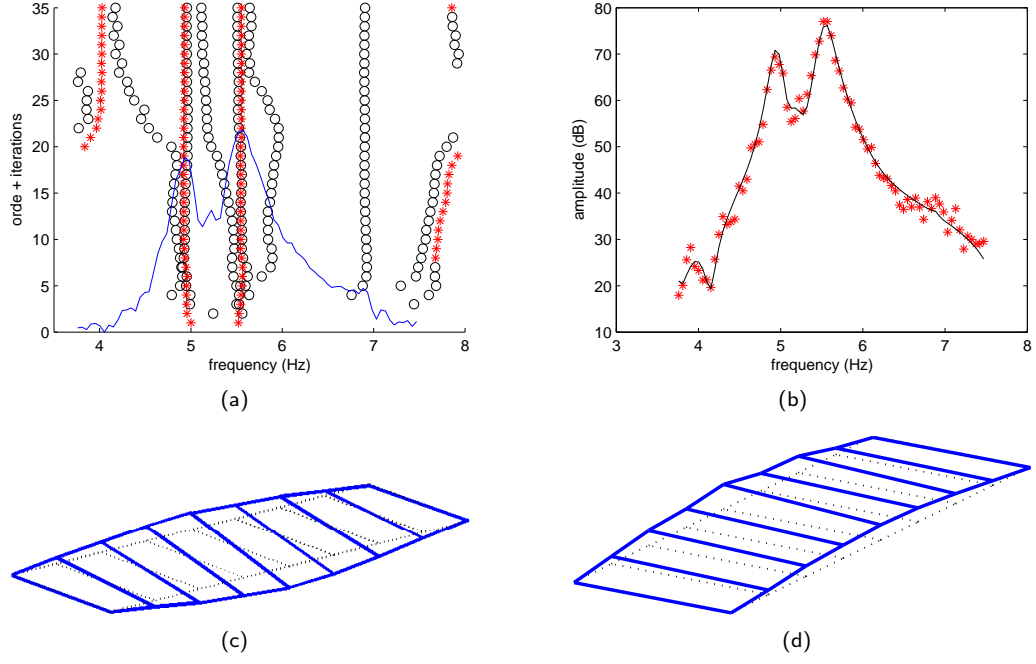 35
30
25
20
15
10
5
0
orde + iterations
4 5 6 7 8
frequency (Hz)
(a)
80
70
60
50
40
30
20
10
amplitude (dB)
3 4 5 6 7 8
frequency (Hz)
(b)
(c)
(d)